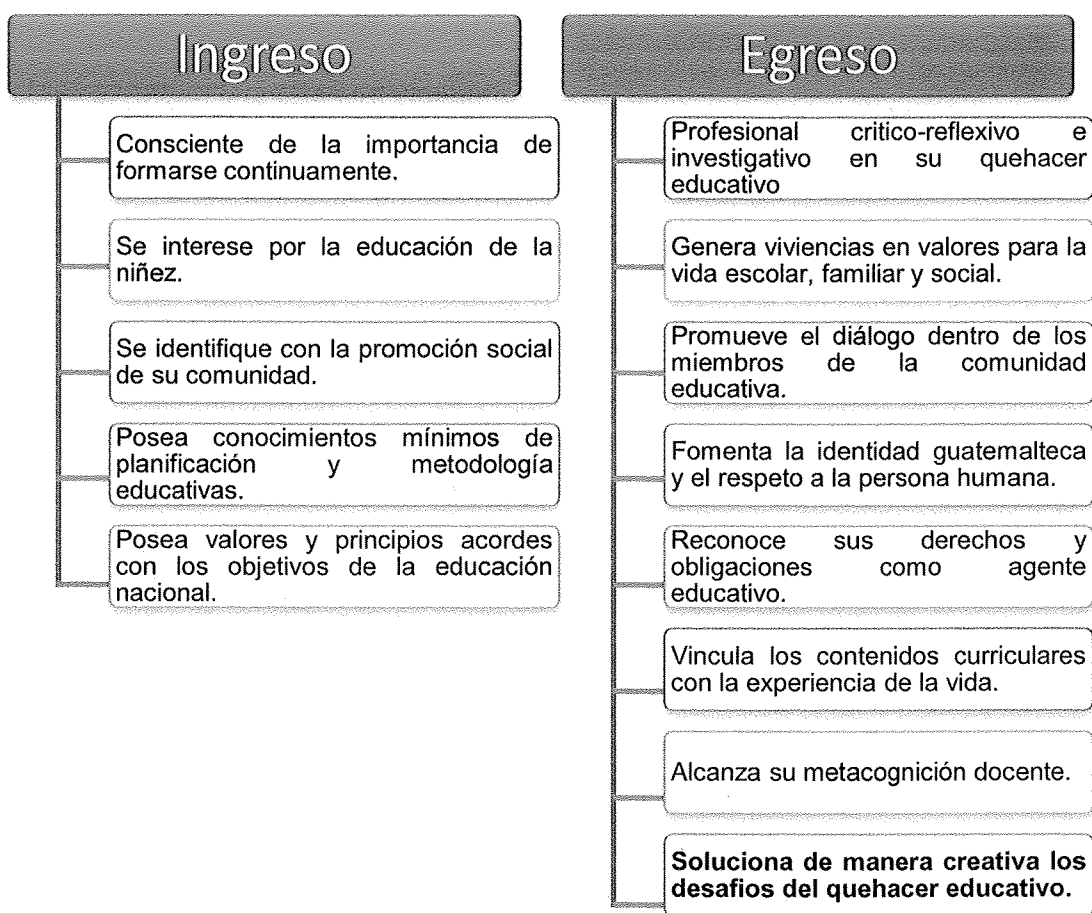 Ingreso
Consciente de la importancia de
formarse continuamente.
Se interese por la educación de la
niñez.
Se identifique con la promoción social
de su comunidad.
Posea conocimientos mínimos de
planificación y metodología
educativas.
Posea valores y principios acordes
con los objetivos de la educación
nacional.
Egreso
Profesional critico-reflexivo e
investigativo en su quehacer
educativo
Genera viviencias en valores para la
vida escolar, familiar y social.
Promueve el diálogo dentro de los
miembros de la comunidad
educativa.
Fomenta la identidad guatemalteca
y el respeto a la persona humana.
Reconoce sus derechos y
obligaciones como agente
educativo.
Vincula los contenidos curriculares
con la experiencia de la vida.
Alcanza su metacognición docente.
Soluciona de manera creativa los
desafios del quehacer educativo.